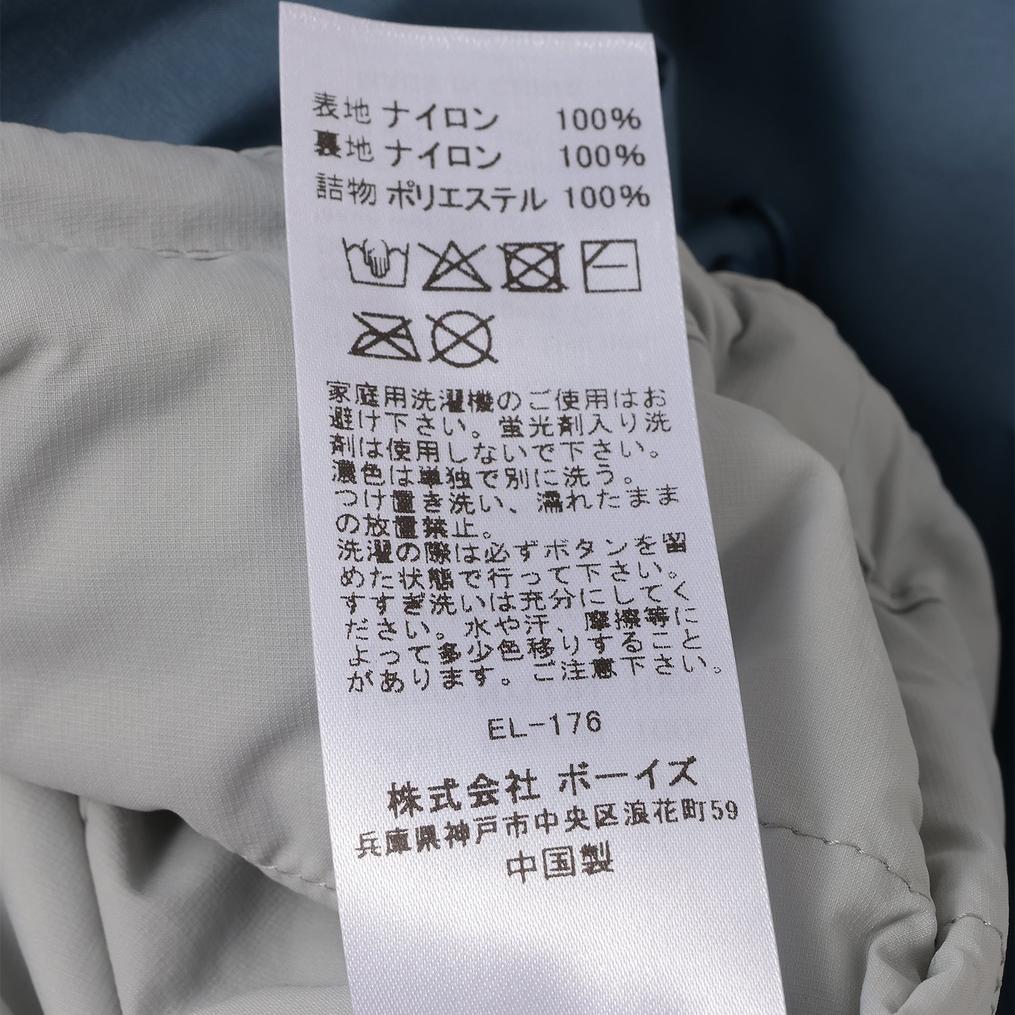 表地 ナイロン 100%
裏地 ナイロン 100%
詰物 ポリエステル 100%
家庭用洗濯機のご使用はお
避け下さい。蛍光剤入り洗
剤は使用しないで下さい。
濃色は単独で別に洗う。
つけ置き洗い、濡れたまま
の放置禁止。
洗濯の際は必ずボタンを留
めた状態で行って下さい。
すすぎ洗いは充分にしてく
ださい。水や汗、摩擦等に
よって多少色移りすること
があります。ご注意下さい。
EL-176
株式会社 ボーイズ
兵庫県神戸市中央区浪花町59
中国製